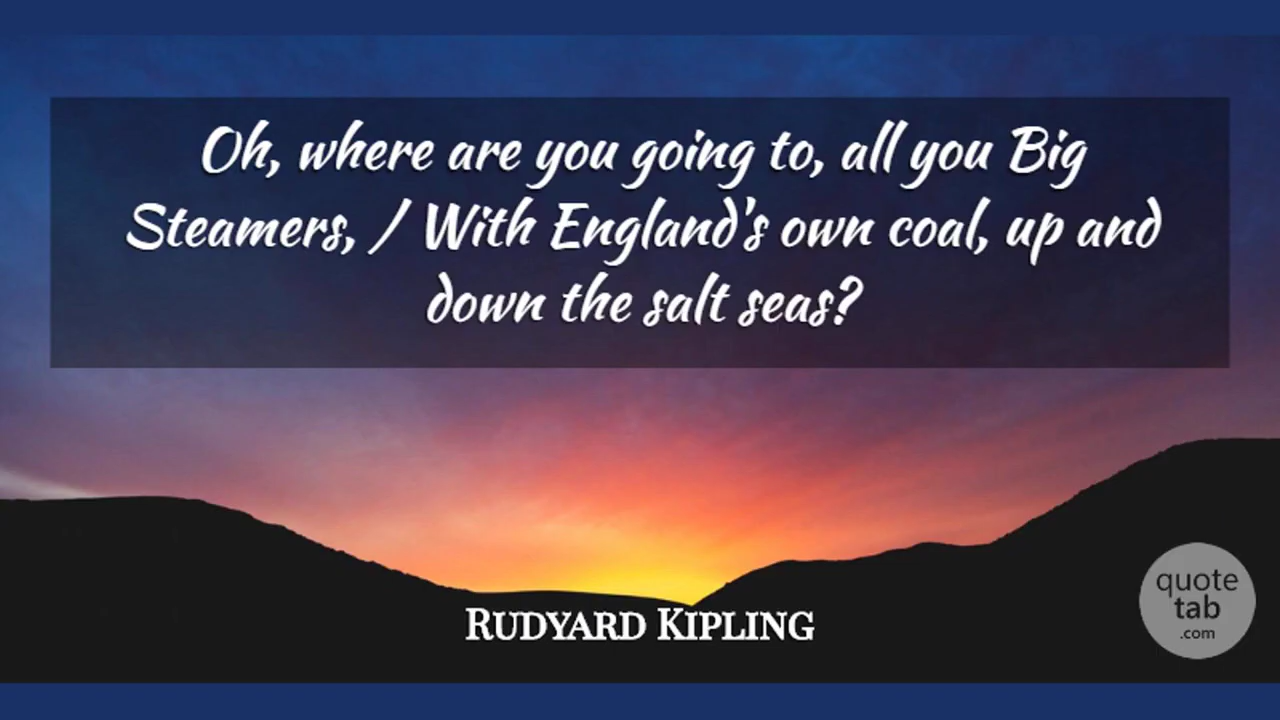 Oh, where are you going to, all you Big
Steamers, / With England's own coal, up and
down the salt seas?
Rudyard Kipling
quote
tab
.com